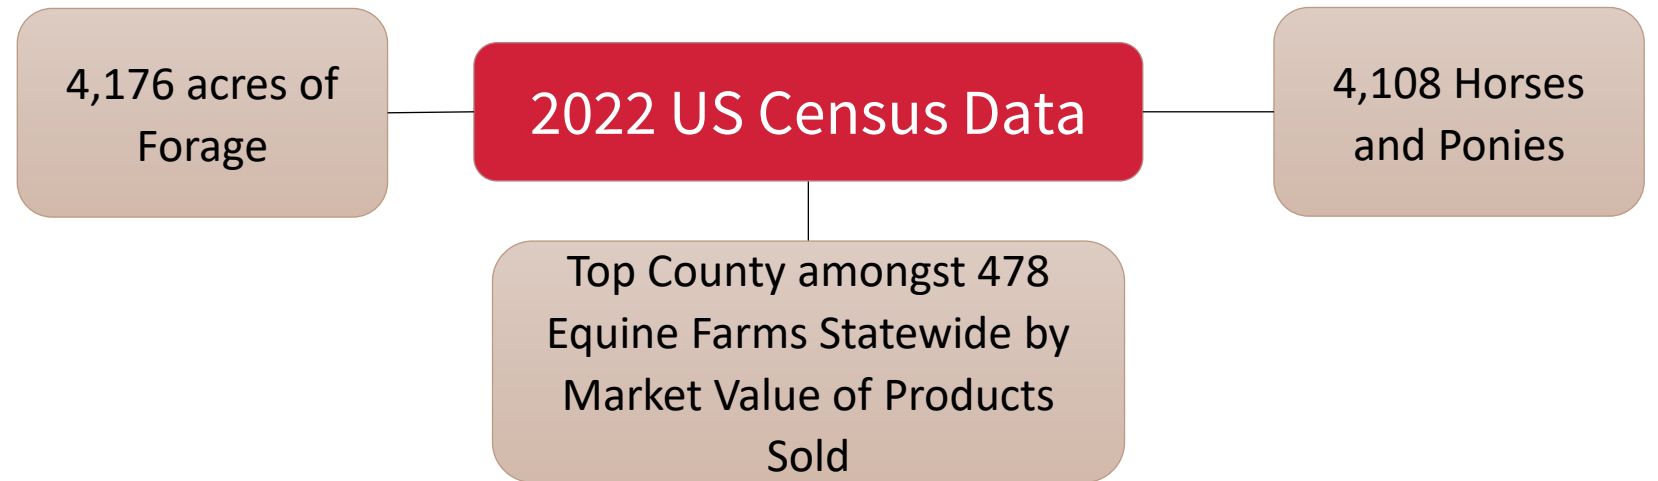 4,176 acres of
Forage
2022 US Census Data
4,108 Horses
and Ponies
Top County amongst 478
Equine Farms Statewide by
Market Value of Products
Sold